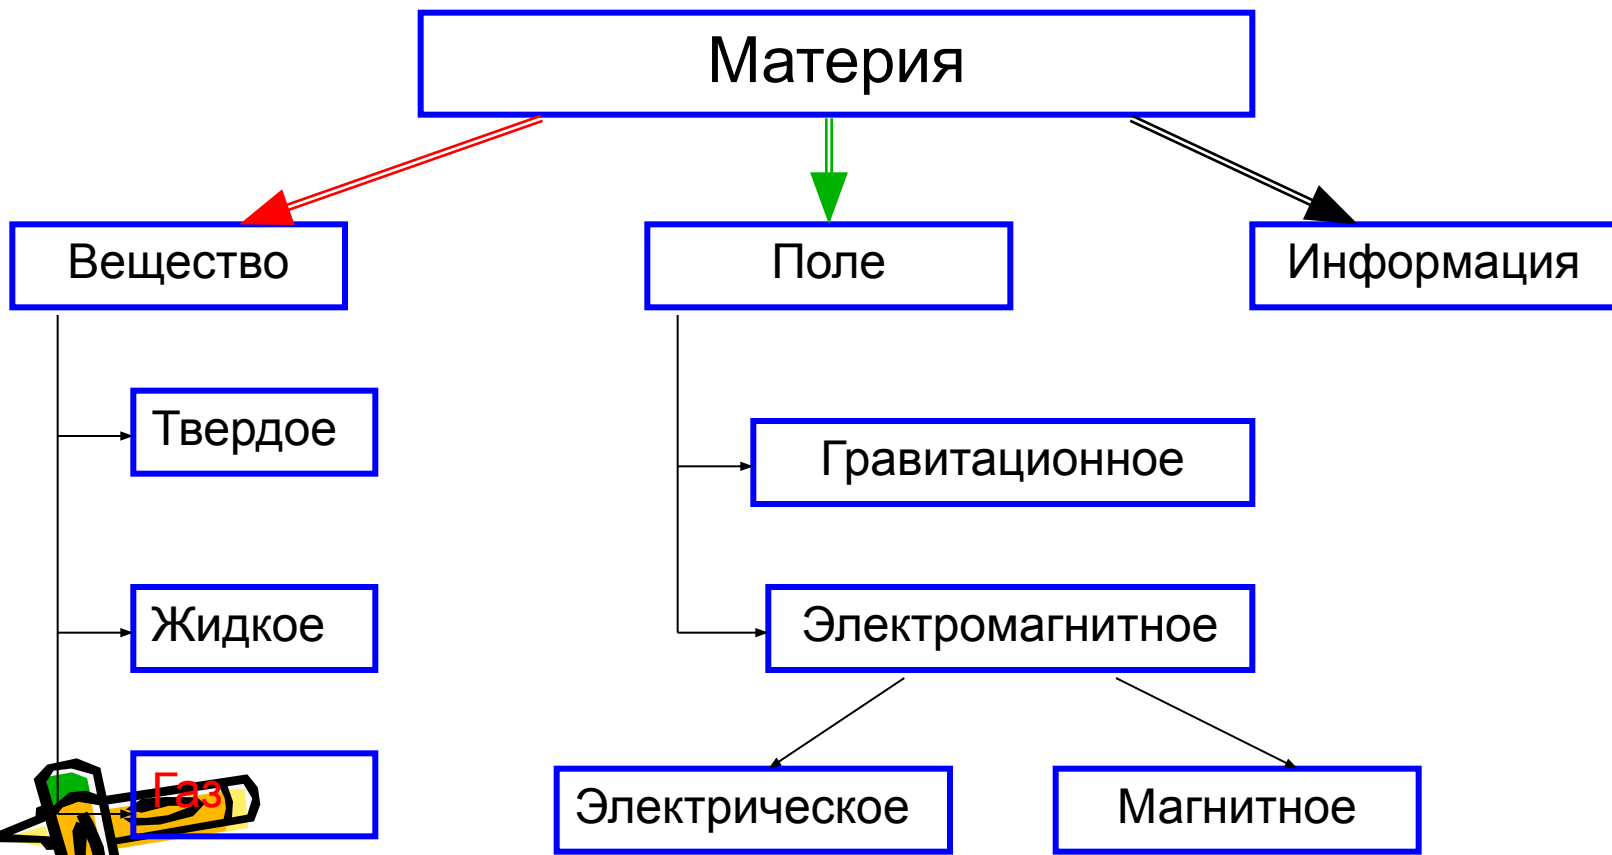 Материя
Вещество
Поле
Информация
Твердое
Гравитационное
Жидкое
Электромагнитное
Газ
Электрическое
Магнитное